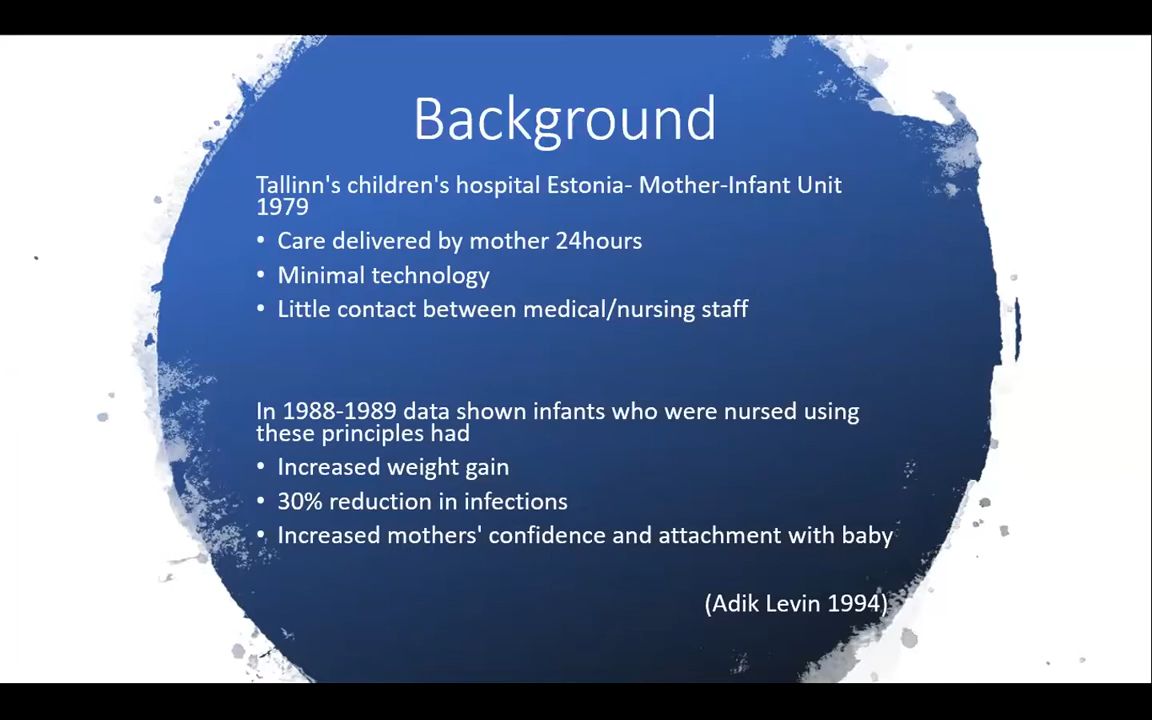 Background
Tallinn's children's hospital Estonia- Mother-Infant Unit
1979
• Care delivered by mother 24hours
• Minimal technology
• Little contact between medical/nursing staff
In 1988-1989 data shown infants who were nursed using
these principles had
• Increased weight gain
• 30% reduction in infections
• Increased mothers' confidence and attachment with baby
(Adik Levin 1994)